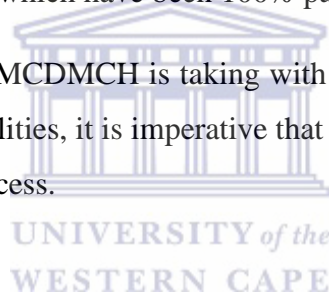 which have been 100% pu
MCDMCH is taking with
lities, it is imperative that
cess.
UNIVERSITY of the
WESTERN CAPE